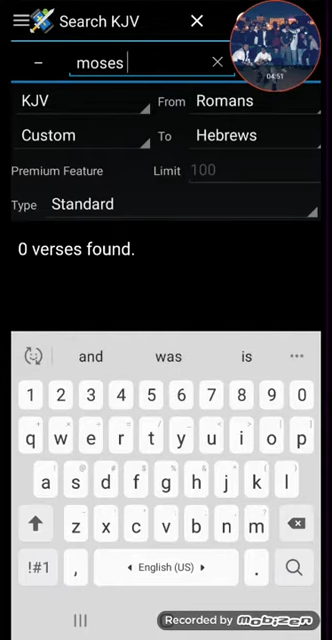 Search KJV
04:51
moses
KJV From Romans
Custom To Hebrews
Premium Feature Limit 100
Type Standard
0 verses found.
and was is
1 2 3 4 5 6 7 8 9 0
q w e r t y u i o p
a s d f g h j k l
z x c v b n m
!#1 , English (US) .
Recorded by mobizen